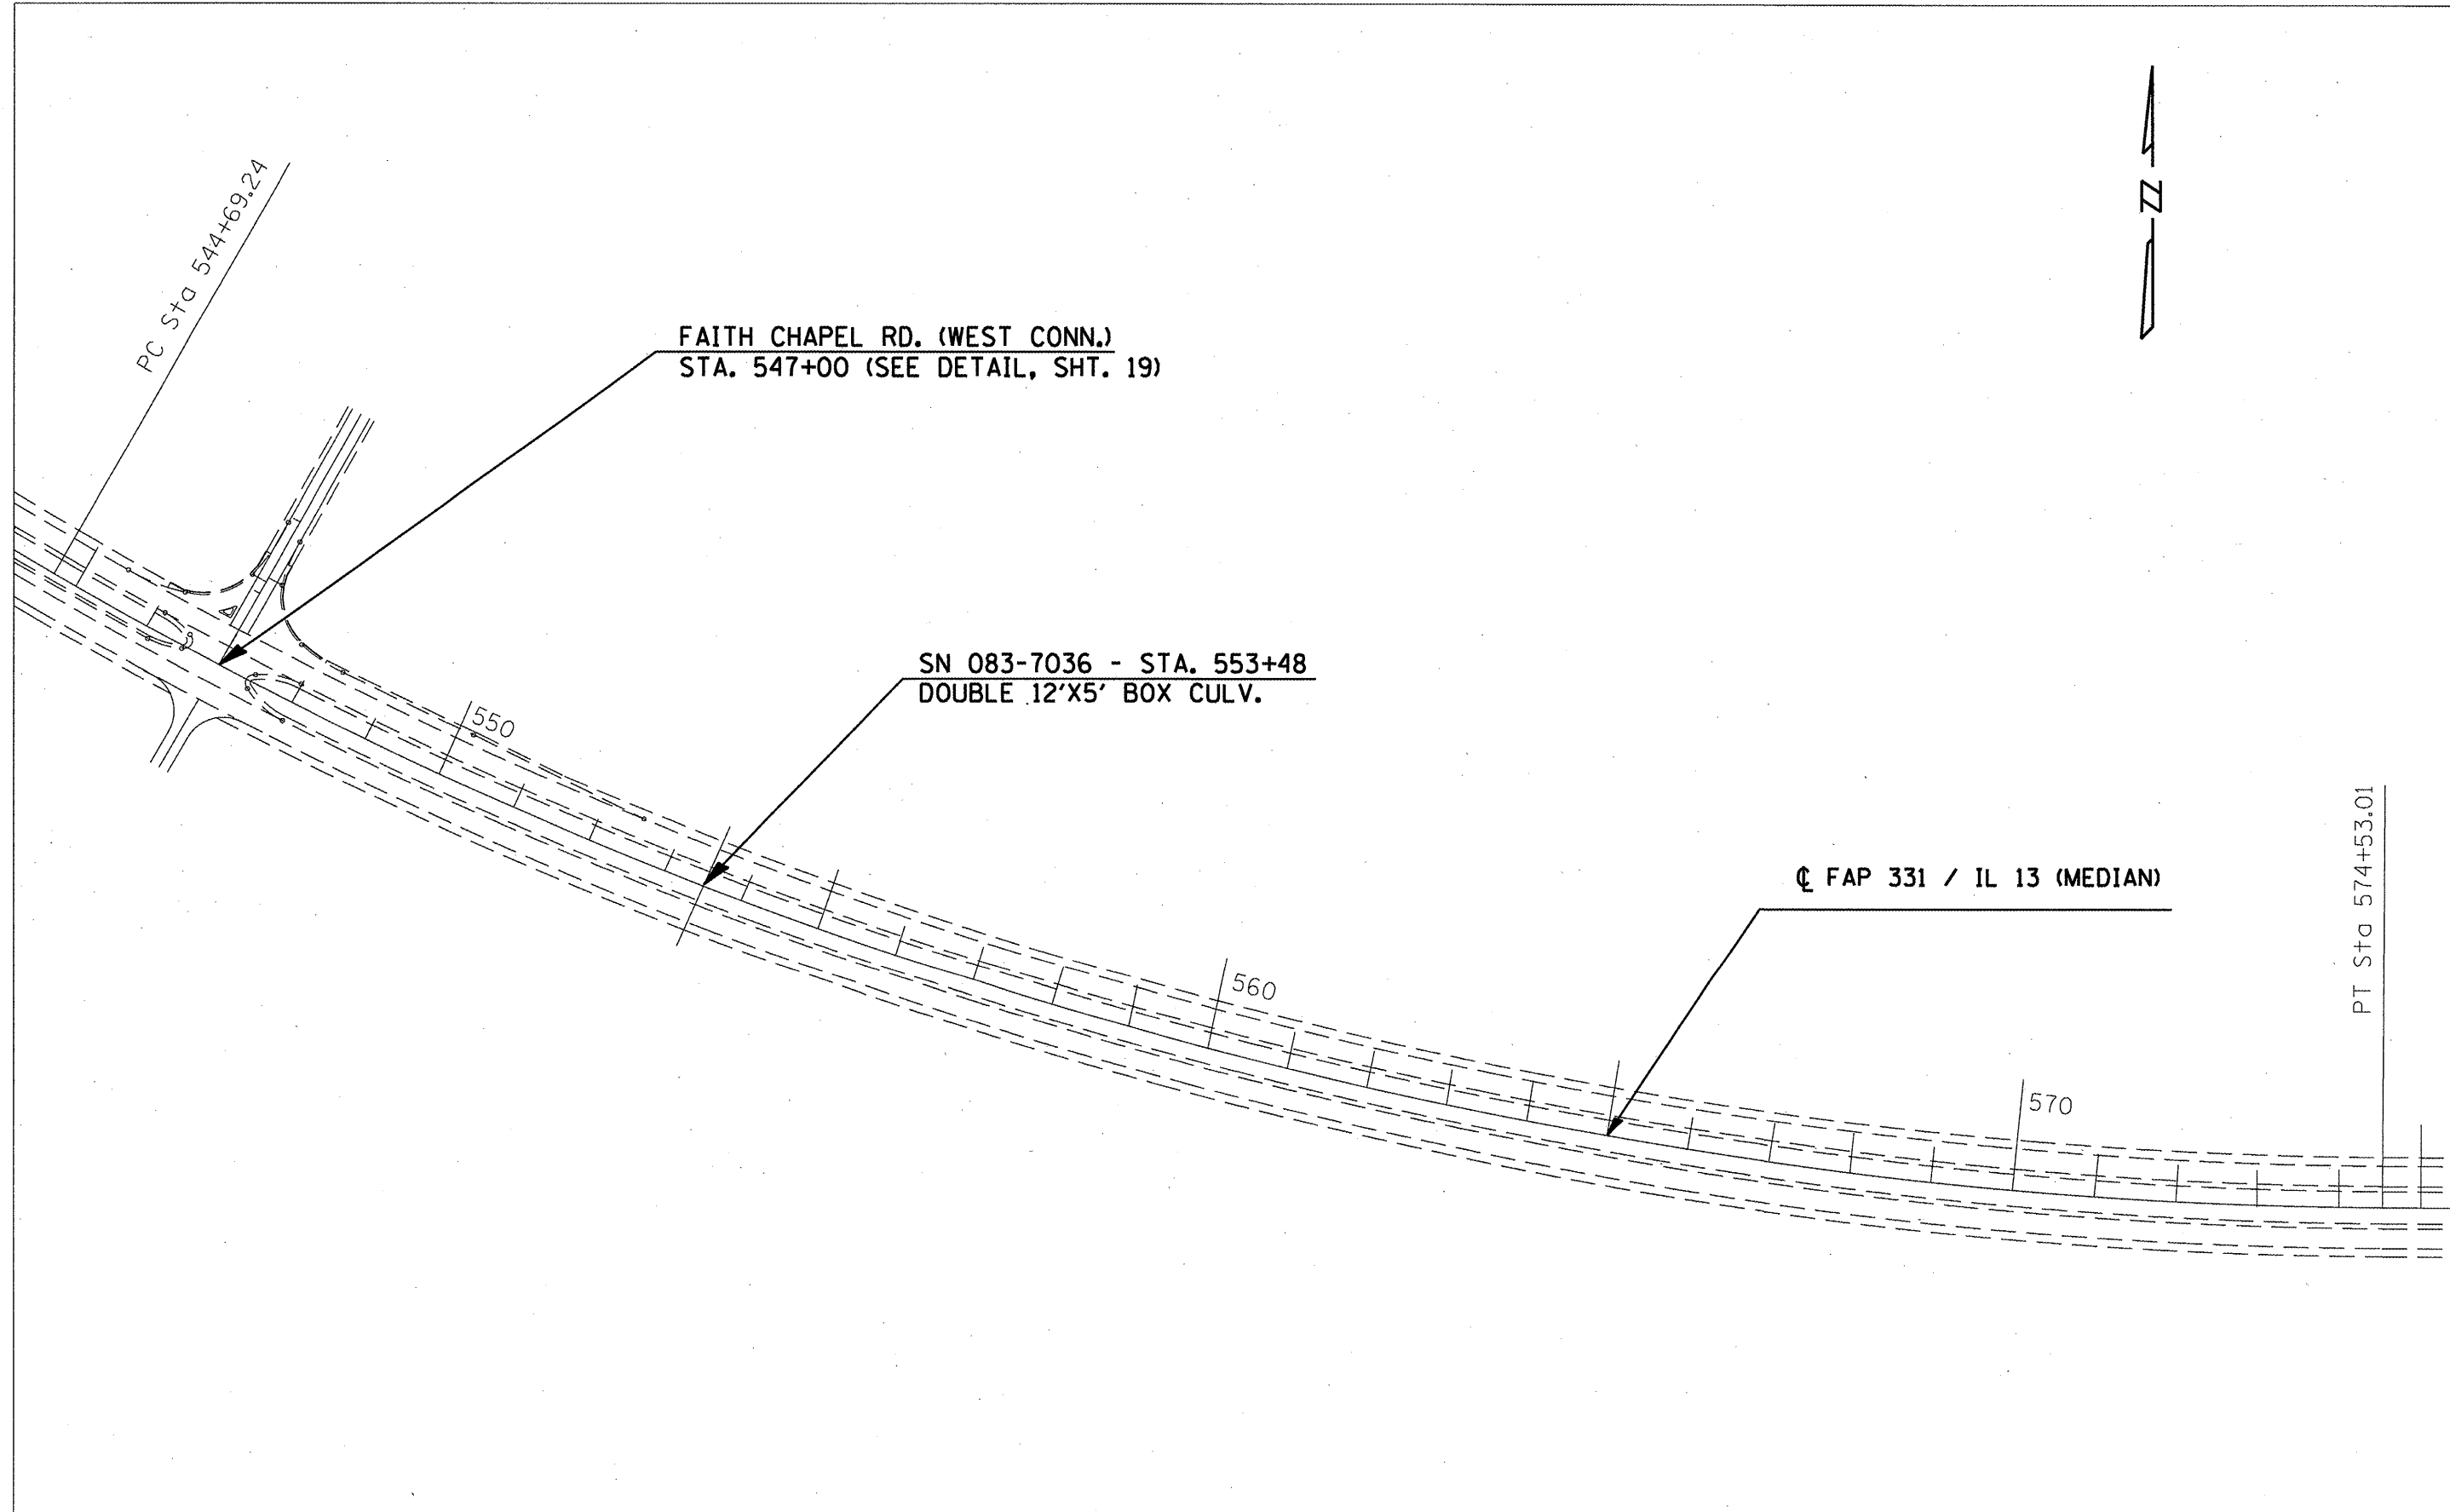 N
PC Sta 544+69.24
FAITH CHAPEL RD. (WEST CONN.)
STA. 547+00 (SEE DETAIL, SHT. 19)
SN 083-7036 - STA. 553+48
DOUBLE 12'X5' BOX CULV.
550
℄ FAP 331 / IL 13 (MEDIAN)
PT Sta 574+53.01
560
570